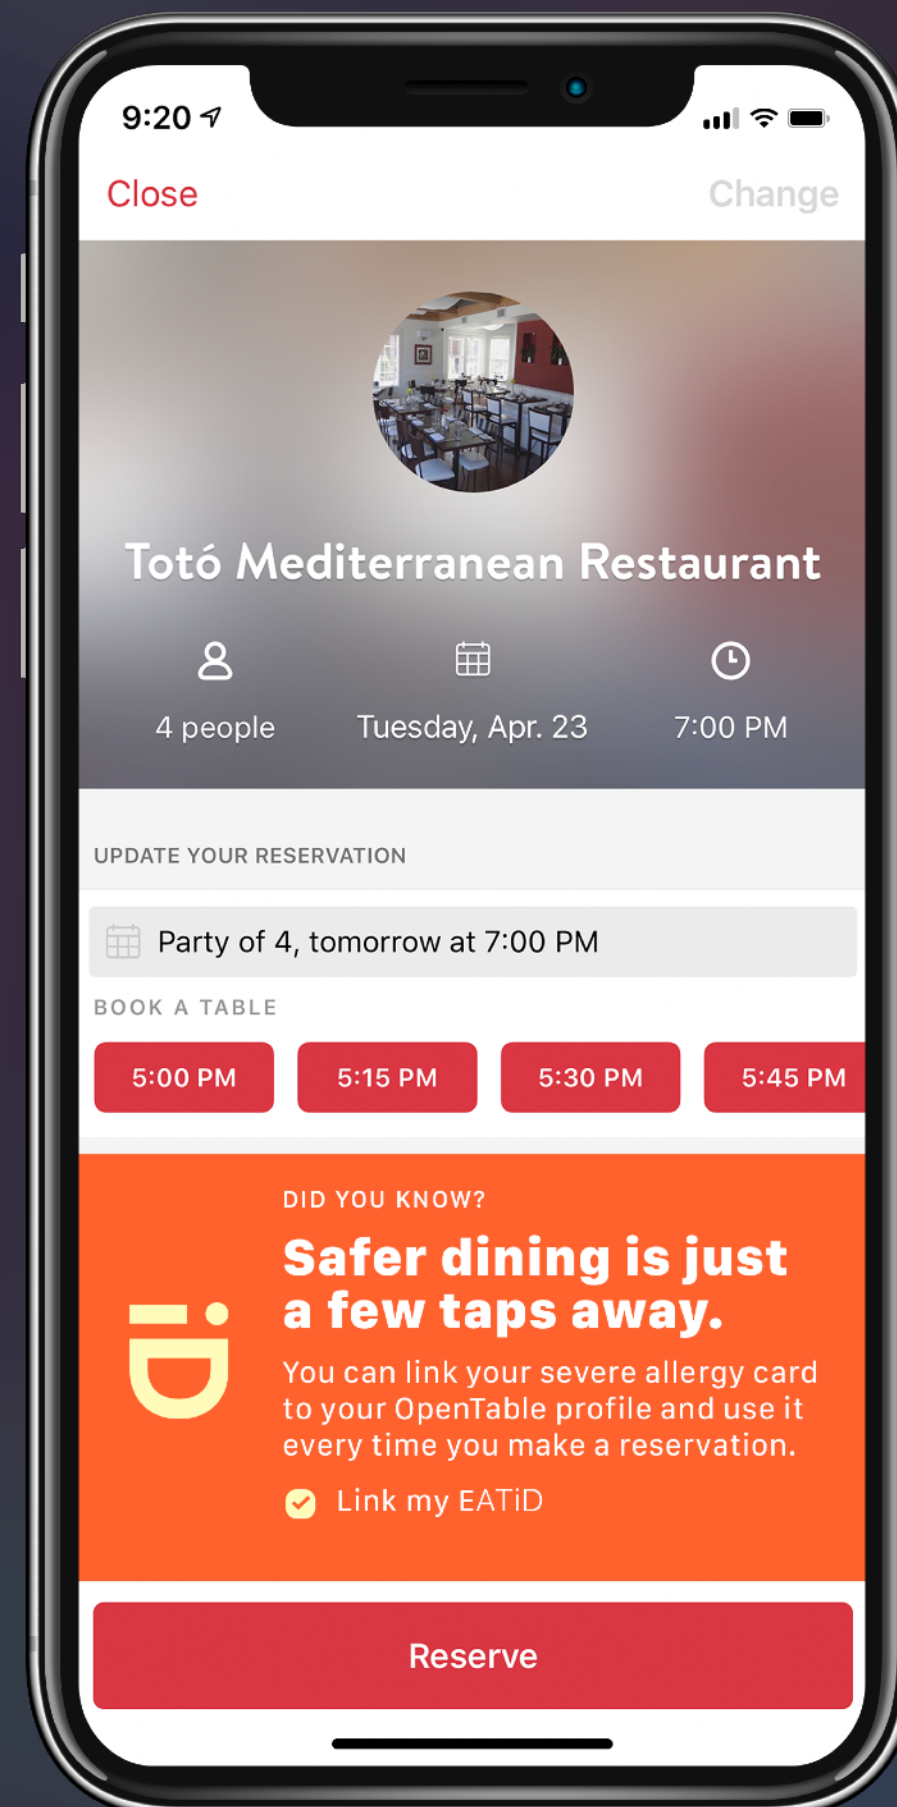 9:20
Close
Change
Totó Mediterranean Restaurant
4 people
Tuesday, Apr. 23
7:00 PM
UPDATE YOUR RESERVATION
Party of 4, tomorrow at 7:00 PM
BOOK A TABLE
5:00 PM
5:15 PM
5:30 PM
5:45 PM
DID YOU KNOW?
Safer dining is just
a few taps away.
iD
You can link your severe allergy card
to your OpenTable profile and use it
every time you make a reservation.
Link my EATiD
Reserve